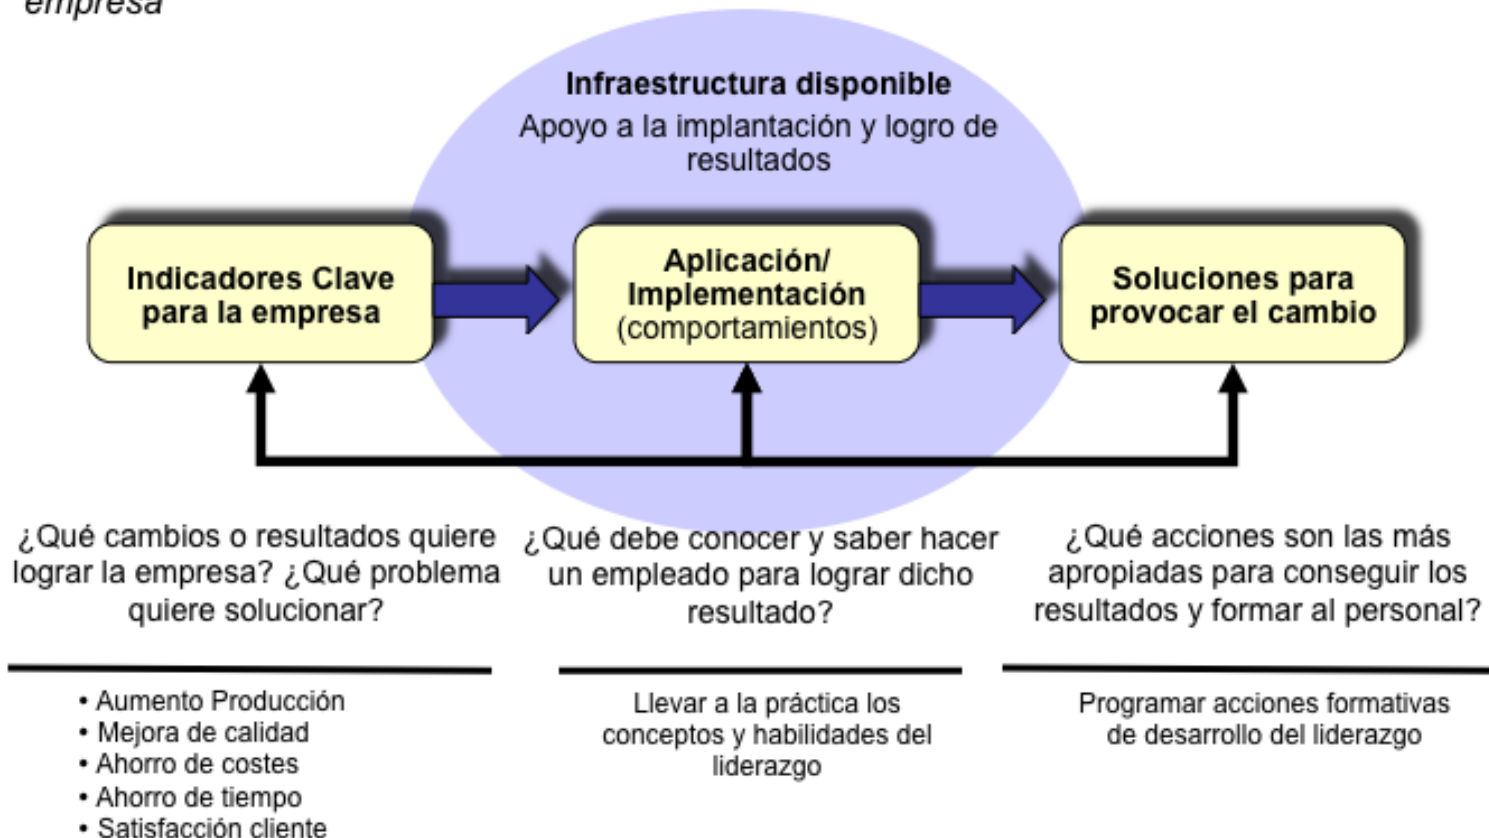 empresa
Infraestructura disponible
Apoyo a la implantación y logro de
resultados
Indicadores Clave
para la empresa
Aplicación/
Implementación
(comportamientos)
Soluciones para
provocar el cambio
¿Qué cambios o resultados quiere
lograr la empresa? ¿Qué problema
quiere solucionar?
¿Qué debe conocer y saber hacer
un empleado para lograr dicho
resultado?
¿Qué acciones son las más
apropiadas para conseguir los
resultados y formar al personal?
• Aumento Producción
• Mejora de calidad
• Ahorro de costes
• Ahorro de tiempo
• Satisfacción cliente
Llevar a la práctica los
conceptos y habilidades del
liderazgo
Programar acciones formativas
de desarrollo del liderazgo